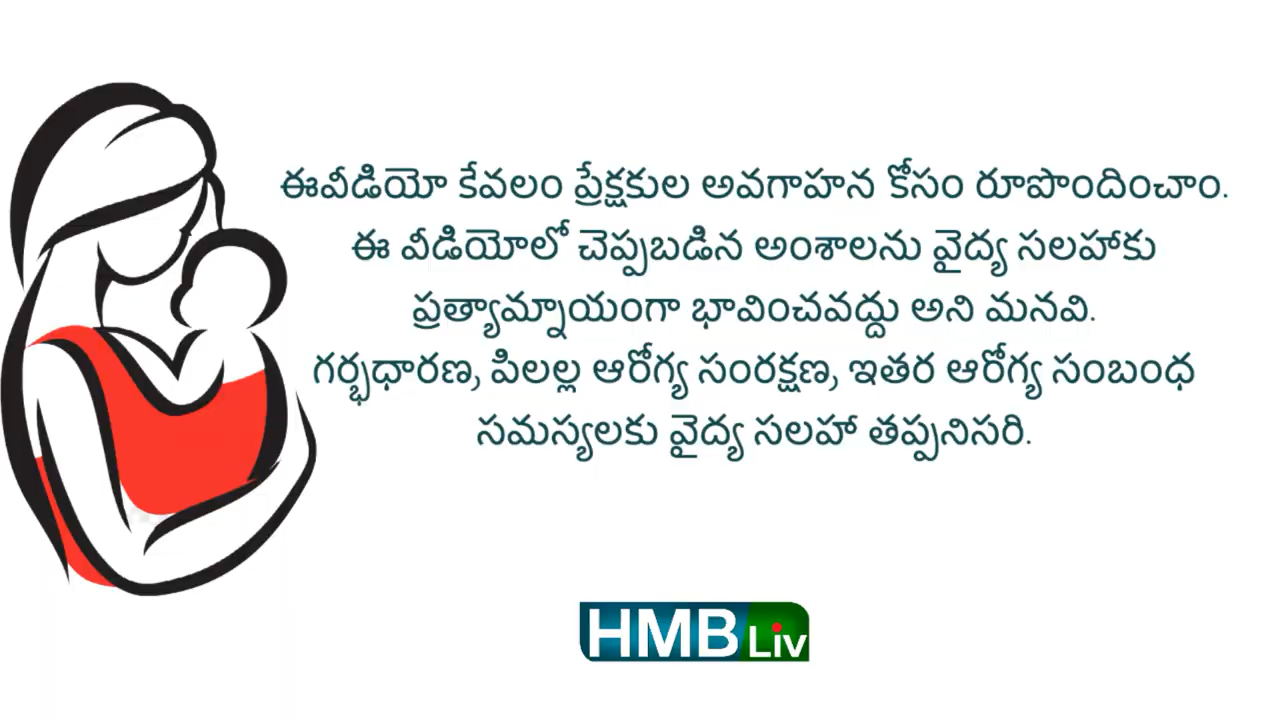 ఈవీడియో కేవలం ప్రేక్షకుల అవగాహన కోసం రూపొందించాం.
ఈ వీడియోలో చెప్పబడిన అంశాలను వైద్య సలహాకు
ప్రత్యామ్నాయంగా భావించవద్దు అని మనవి.
గర్భధారణ, పిలల్ల ఆరోగ్య సంరక్షణ, ఇతర ఆరోగ్య సంబంధ
సమస్యలకు వైద్య సలహా తప్పనిసరి.
HMB Liv